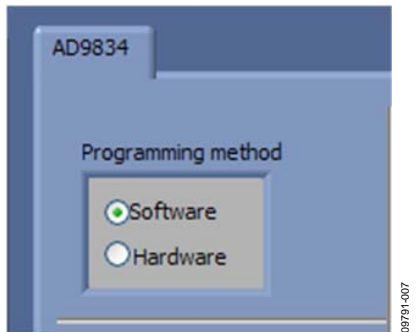 AD9834
Programming method
Software
Hardware
09791-007